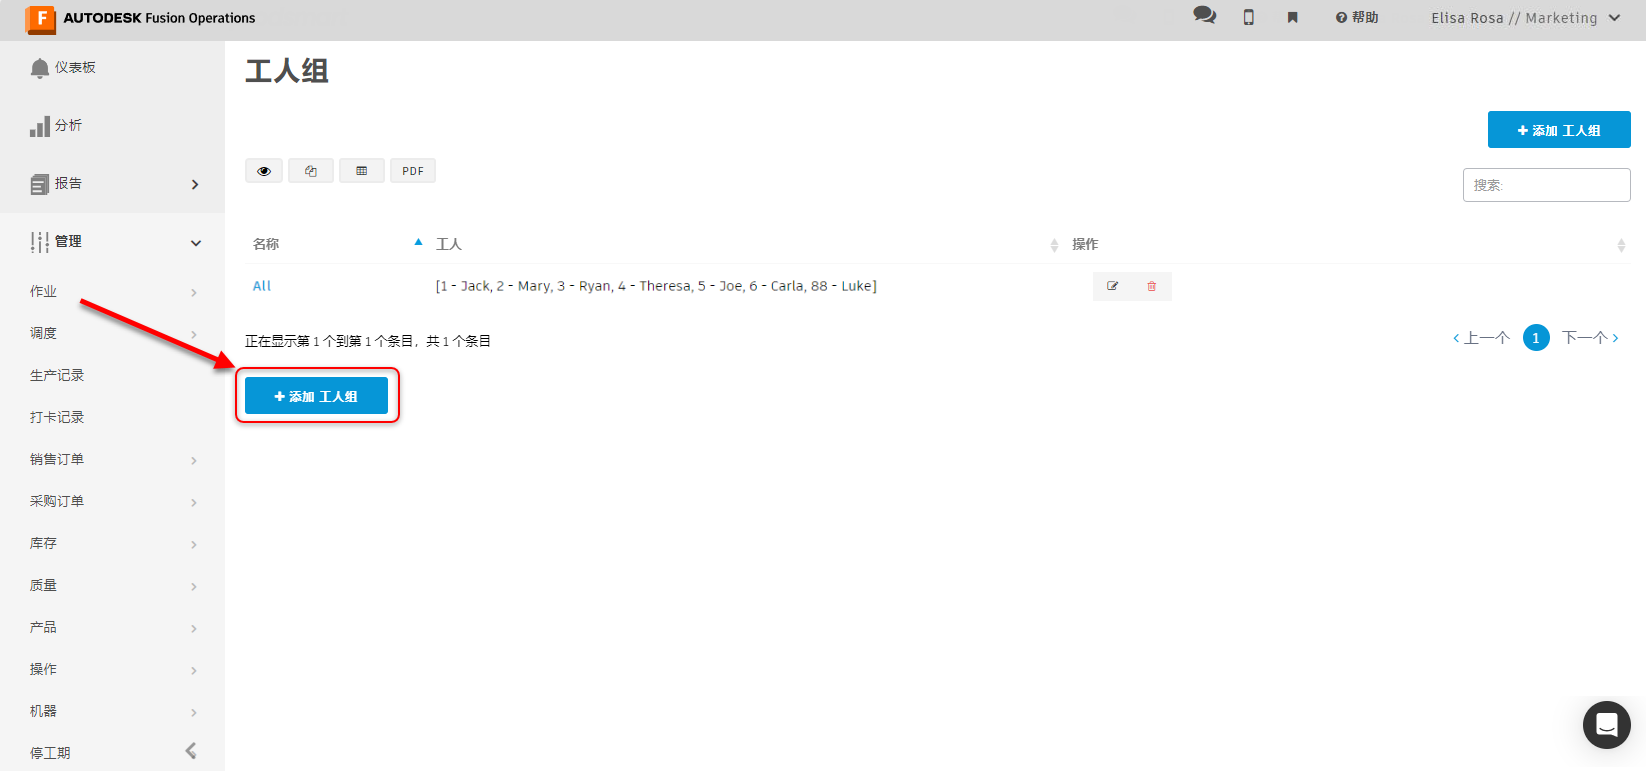 F AUTODESK Fusion Operations
帮助
Elisa Rosa // Marketing
仪表板
分析
报告
管理
作业
调度
生产记录
打卡记录
销售订单
采购订单
库存
质量
产品
操作
机器
停工期
工人组
添加 工人组
PDF
搜索:
名称 工人 操作
All [1 - Jack, 2 - Mary, 3 - Ryan, 4 - Theresa, 5 - Joe, 6 - Carla, 88 - Luke]
正在显示第 1 个到第 1 个条目，共 1 个条目
上一个 1 下一个
添加 工人组